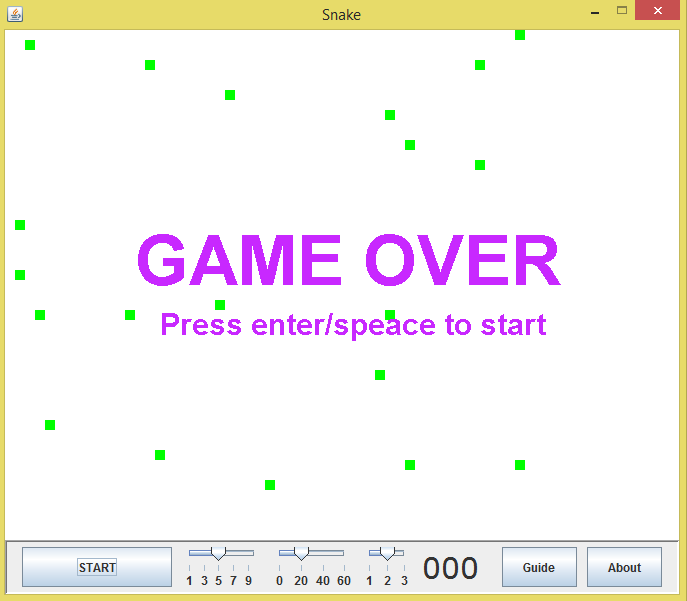 Snake
GAME OVER
Press enter/speace to start
START
1 3 5 7 9
0 20 40 60
1 2 3
000
Guide
About